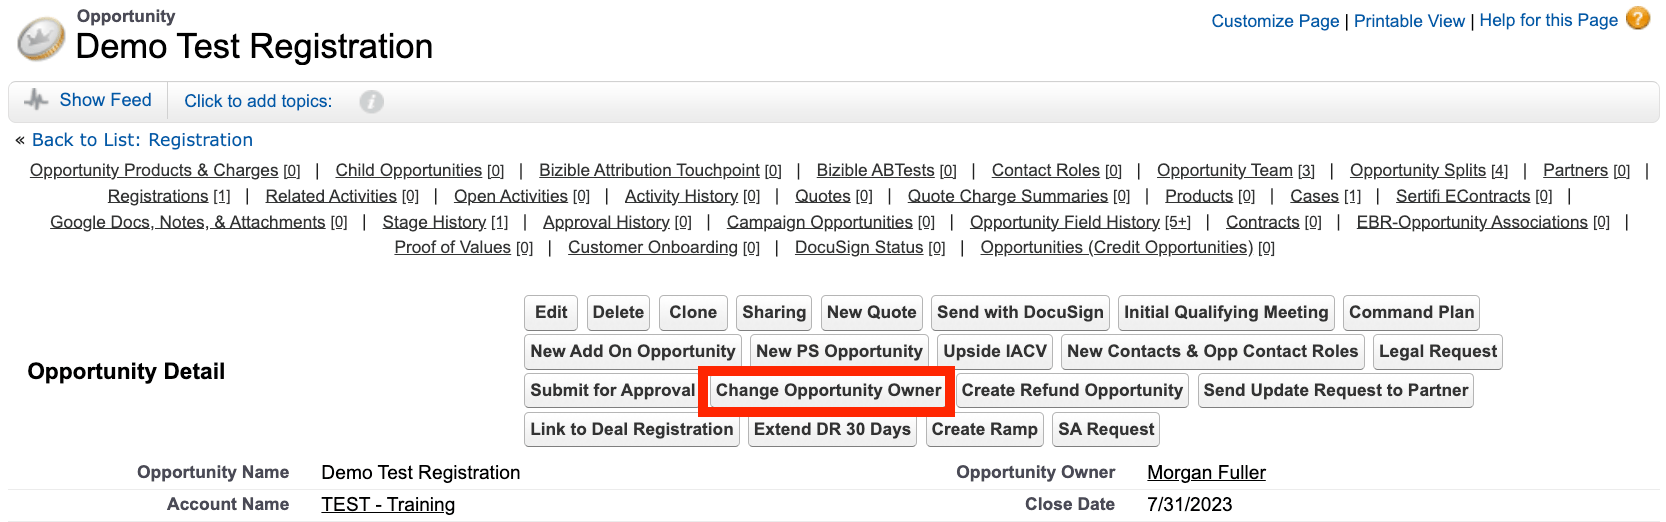 Opportunity
Demo Test Registration
Customize Page | Printable View | Help for this Page ?
Show Feed Click to add topics: i
« Back to List: Registration
Opportunity Products & Charges [0] | Child Opportunities [0] | Bizible Attribution Touchpoint [0] | Bizible ABTests [0] | Contact Roles [0] | Opportunity Team [3] | Opportunity Splits [4] | Partners [0] |
Registrations [1] | Related Activities [0] | Open Activities [0] | Activity History [0] | Quotes [0] | Quote Charge Summaries [0] | Products [0] | Cases [1] | Sertifi EContracts [0] |
Google Docs, Notes, & Attachments [0] | Stage History [1] | Approval History [0] | Campaign Opportunities [0] | Opportunity Field History [5+] | Contracts [0] | EBR-Opportunity Associations [0] |
Proof of Values [0] | Customer Onboarding [0] | DocuSign Status [0] | Opportunities (Credit Opportunities) [0]
Opportunity Detail
Edit Delete Clone Sharing New Quote Send with DocuSign Initial Qualifying Meeting Command Plan
New Add On Opportunity New PS Opportunity Upside IACV New Contacts & Opp Contact Roles Legal Request
Submit for Approval Change Opportunity Owner Create Refund Opportunity Send Update Request to Partner
Link to Deal Registration Extend DR 30 Days Create Ramp SA Request
Opportunity Name Demo Test Registration Opportunity Owner Morgan Fuller
Account Name TEST - Training Close Date 7/31/2023